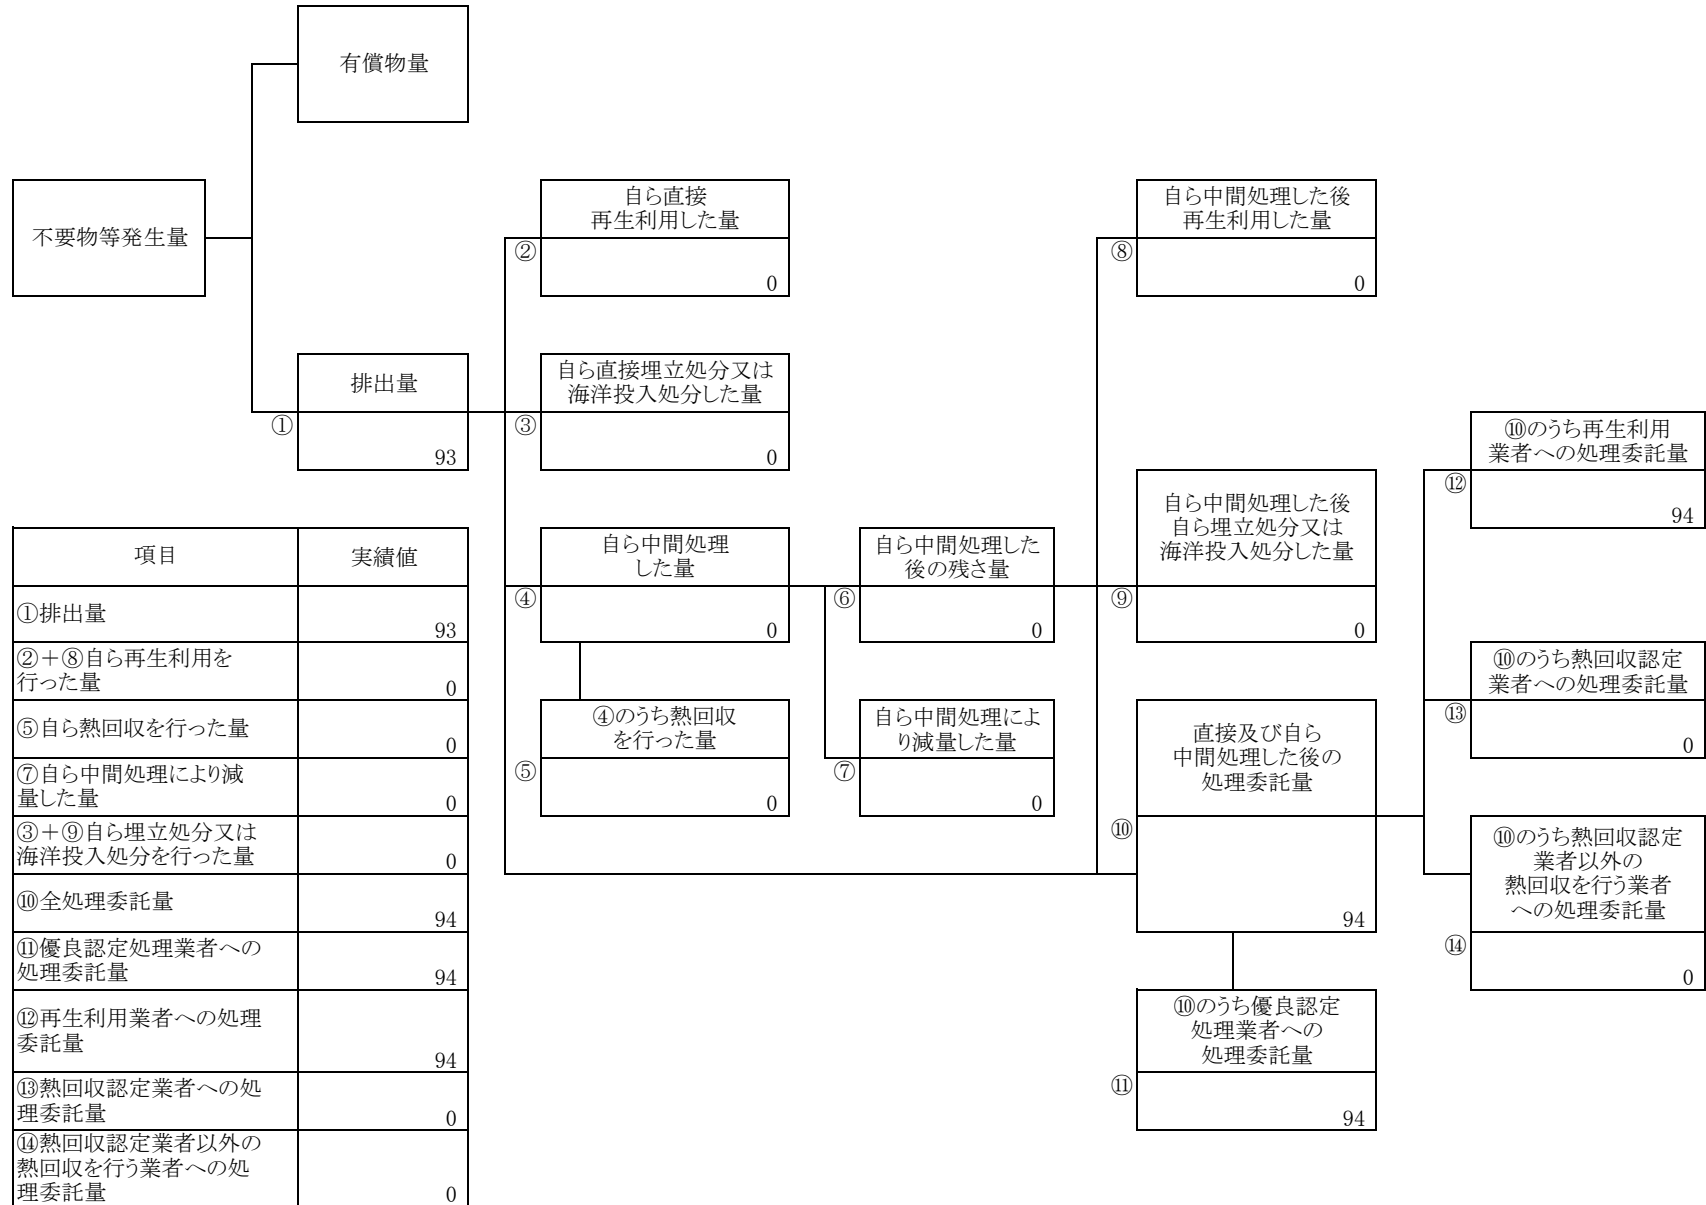 有償物量
不要物等発生量
自ら直接
再生利用した量
②
0
自ら中間処理した後
再生利用した量
⑧
0
排出量
①
93
自ら直接埋立処分又は
海洋投入処分した量
③
0
⑩のうち再生利用
業者への処理委託量
⑫
94
自ら中間処理
した量
④
0
自ら中間処理した
後の残さ量
⑥
0
自ら中間処理した後
自ら埋立処分又は
海洋投入処分した量
⑨
0
⑩のうち熱回収認定
業者への処理委託量
⑬
0
④のうち熱回収
を行った量
⑤
0
自ら中間処理によ
り減量した量
⑦
0
直接及び自ら
中間処理した後の
処理委託量
⑩
94
⑩のうち熱回収認定
業者以外の
熱回収を行う業者
への処理委託量
⑭
0
⑩のうち優良認定
処理業者への
処理委託量
⑪
94
項目 実績値
①排出量
93
②＋⑧自ら再生利用を
行った量
0
⑤自ら熱回収を行った量
0
⑦自ら中間処理により減
量した量
0
③＋⑨自ら埋立処分又は
海洋投入処分を行った量
0
⑩全処理委託量
94
⑪優良認定処理業者への
処理委託量
94
⑫再生利用業者への処理
委託量
94
⑬熱回収認定業者への処
理委託量
0
⑭熱回収認定業者以外の
熱回収を行う業者への処
理委託量
0